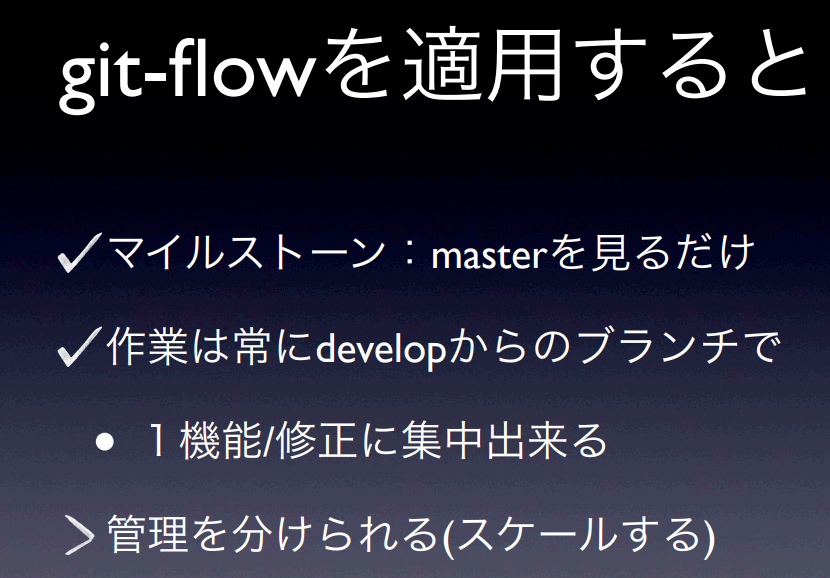 git-flowを適用すると
マイルストーン：masterを見るだけ
作業は常にdevelopからのブランチで
１機能/修正に集中出来る
管理を分けられる(スケールする)